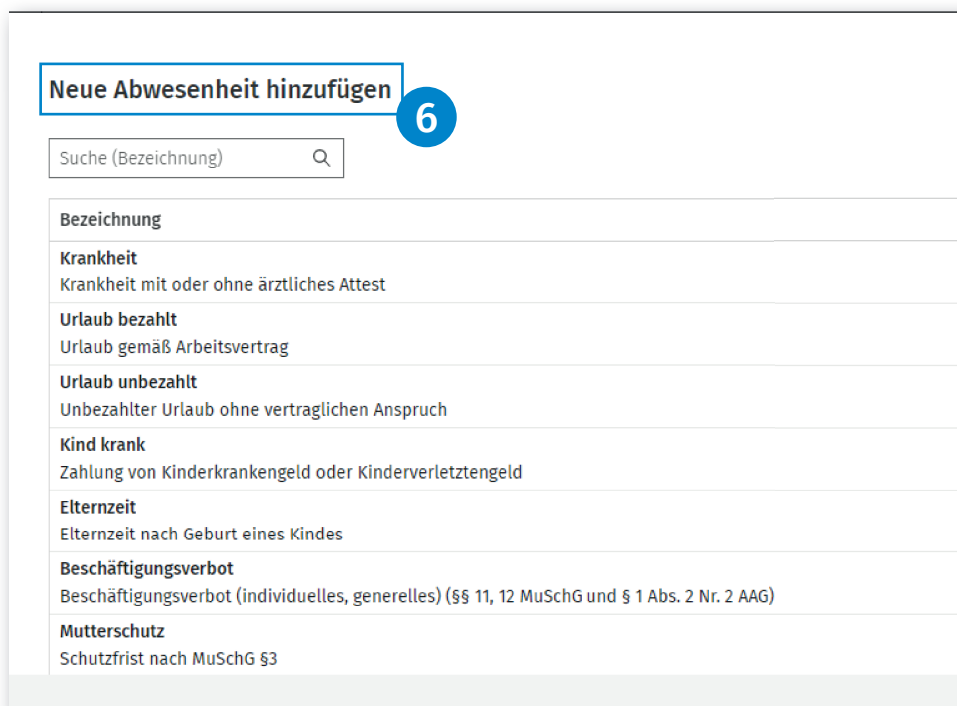 Neue Abwesenheit hinzufügen
6
Suche (Bezeichnung)
Bezeichnung
Krankheit
Krankheit mit oder ohne ärztliches Attest
Urlaub bezahlt
Urlaub gemäß Arbeitsvertrag
Urlaub unbezahlt
Unbezahlter Urlaub ohne vertraglichen Anspruch
Kind krank
Zahlung von Kinderkrankengeld oder Kinderverletztengeld
Elternzeit
Elternzeit nach Geburt eines Kindes
Beschäftigungsverbot
Beschäftigungsverbot (individuelles, generelles) (§§ 11, 12 MuSchG und § 1 Abs. 2 Nr. 2 AAG)
Mutterschutz
Schutzfrist nach MuSchG §3